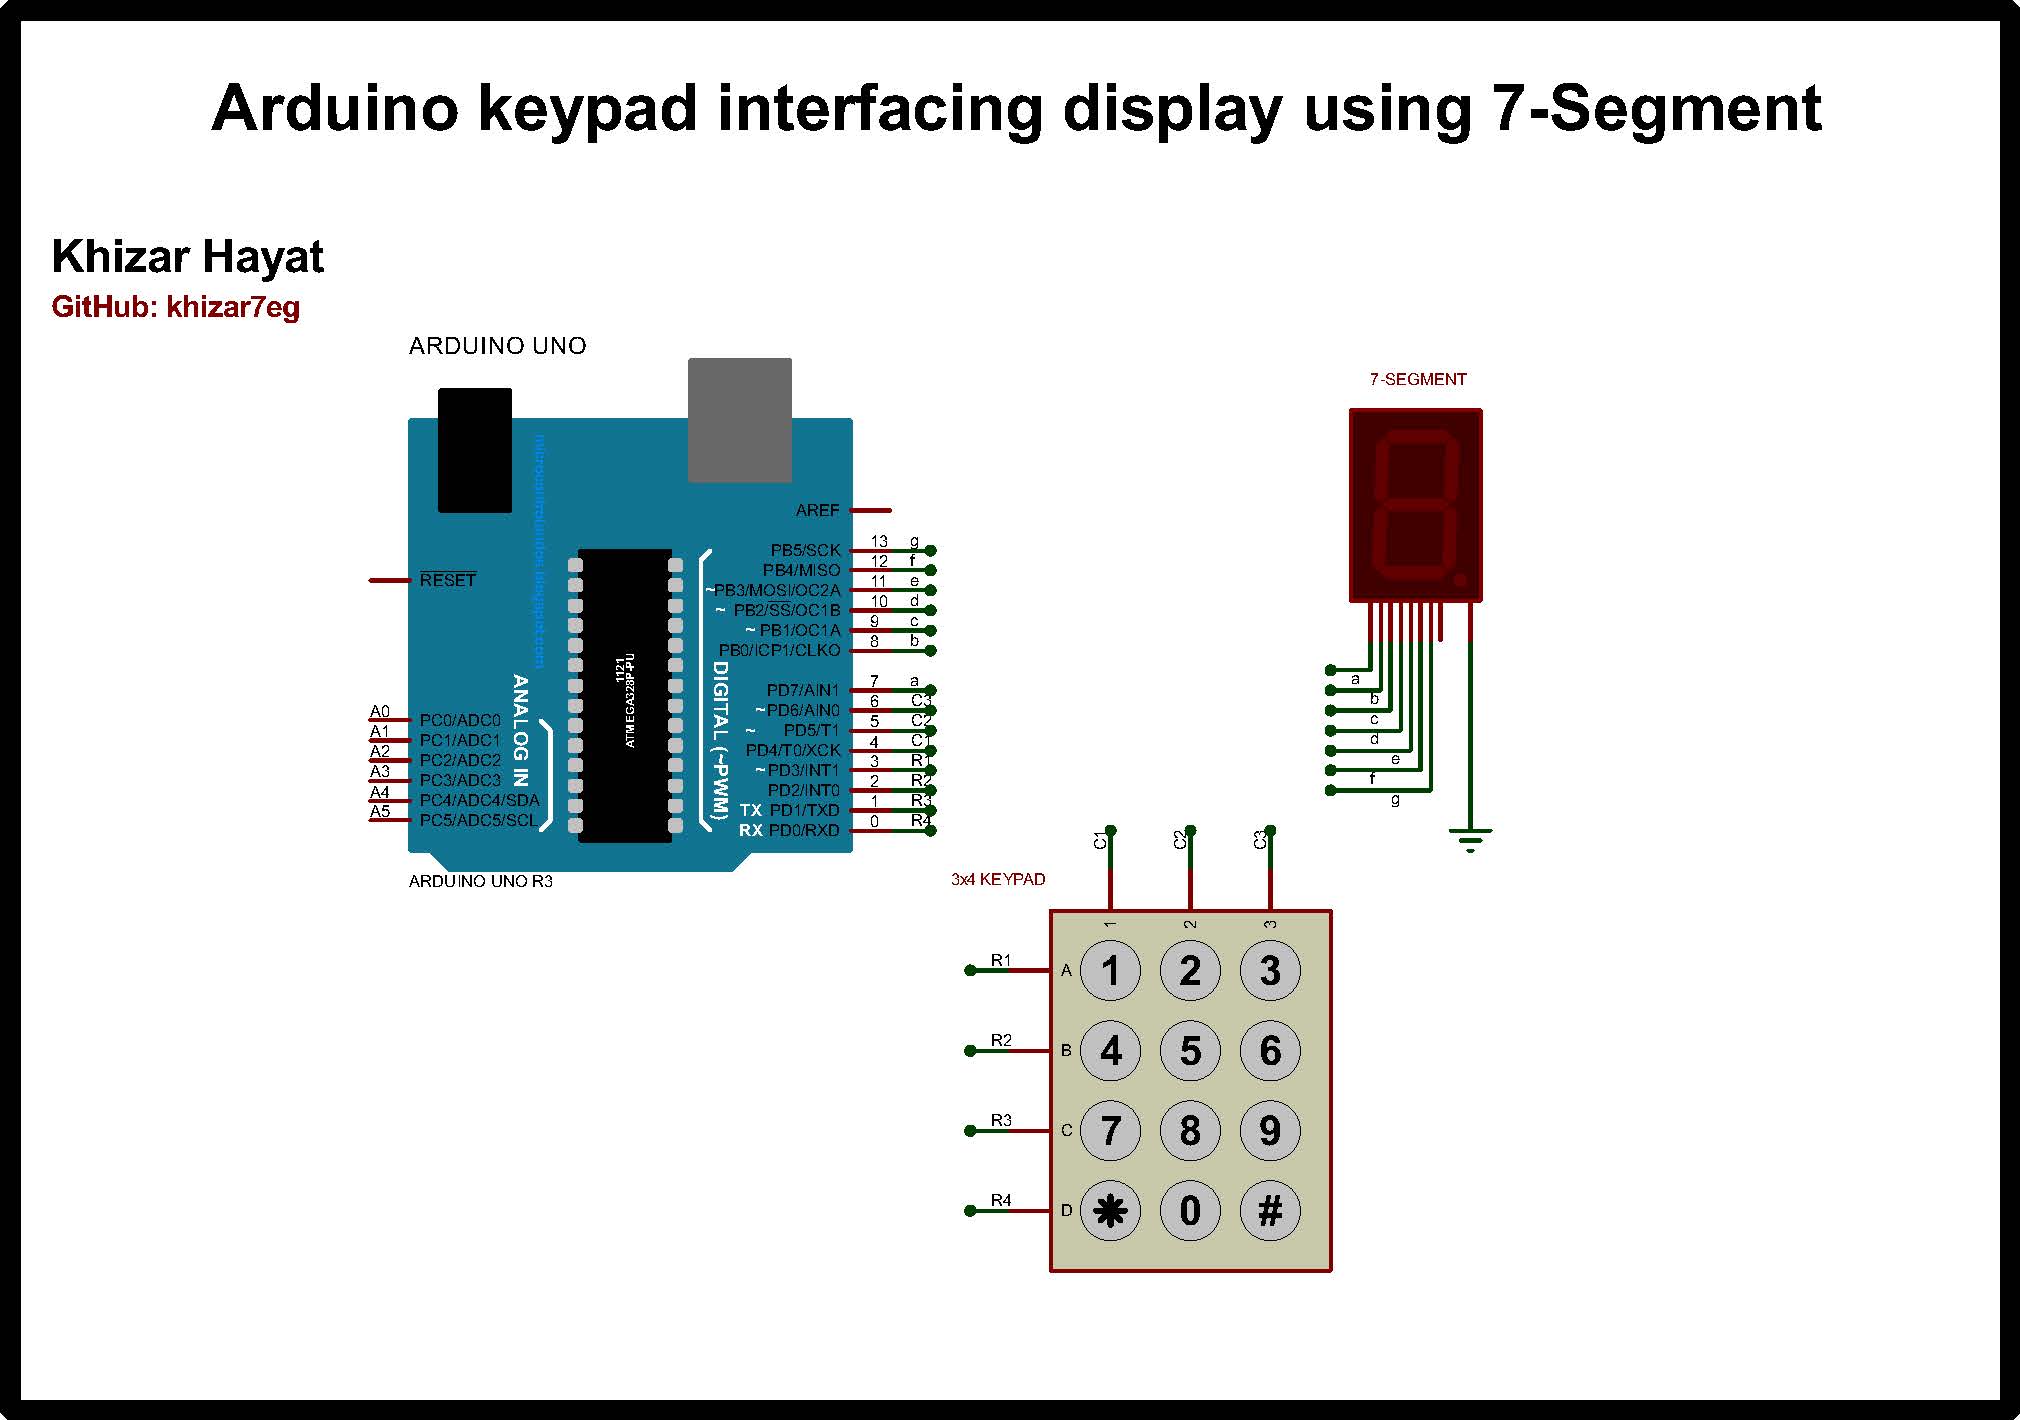 Arduino keypad interfacing display using 7-Segment
Khizar Hayat
GitHub: khizar7eg
ARDUINO UNO
7-SEGMENT
AREF
PB5/SCK 13 g
PB4/MISO 12 f
~PB3/MOSI/OC2A 11 e
~ PB2/SS/OC1B 10 d
~ PB1/OC1A 9 c
PB0/ICP1/CLKO 8 b
PD7/AIN1 7 a
~PD6/AIN0 6 C3
~ PD5/T1 5 C2
PD4/T0/XCK 4 C1
~PD3/INT1 3 R1
PD2/INT0 2 R2
TX PD1/TXD 1 R3
RX PD0/RXD 0 R4
RESET
A0 PC0/ADC0
A1 PC1/ADC1
A2 PC2/ADC2
A3 PC3/ADC3
A4 PC4/ADC4/SDA
A5 PC5/ADC5/SCL
ANALOG IN
1121
ATMEGA328P-PU
DIGITAL (~PWM)
ARDUINO UNO R3
a
b
c
d
e
f
g
3x4 KEYPAD
C1 C2 C3
1 2 3
R1 A 1 2 3
R2 B 4 5 6
R3 C 7 8 9
R4 D * 0 #